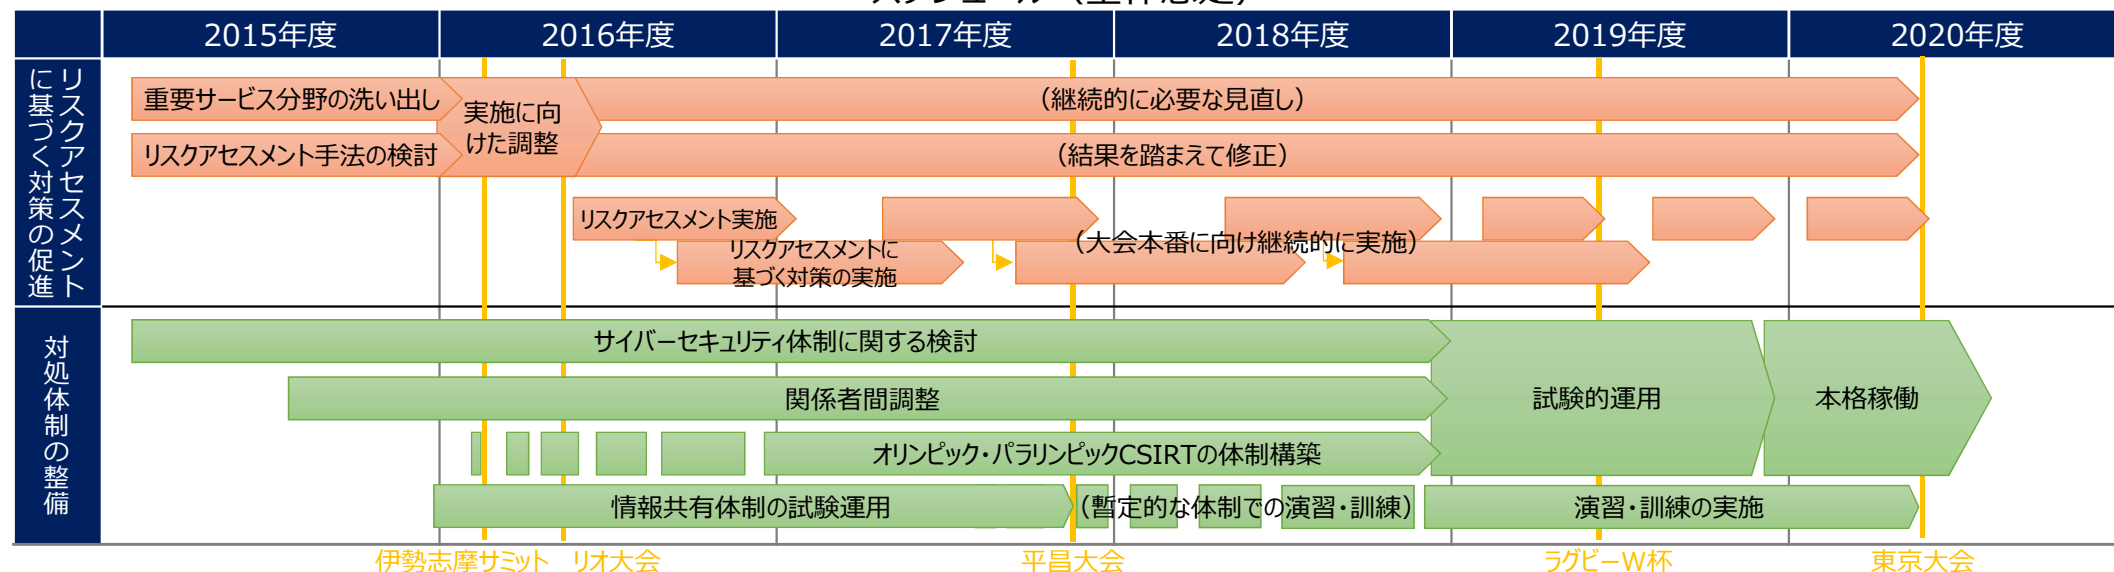 スケジュール（全体想定）
2015年度
2016年度
2017年度
2018年度
2019年度
2020年度
リスクアセスメント
に基づく対策の促進
重要サービス分野の洗い出し
実施に向
けた調整
（継続的に必要な見直し）
リスクアセスメント手法の検討
（結果を踏まえて修正）
リスクアセスメント実施
リスクアセスメントに
基づく対策の実施
（大会本番に向け継続的に実施）
対処体制の整備
サイバーセキュリティ体制に関する検討
関係者間調整
試験的運用
本格稼働
オリンピック・パラリンピックCSIRTの体制構築
情報共有体制の試験運用
（暫定的な体制での演習・訓練）
演習・訓練の実施
伊勢志摩サミット
リオ大会
平昌大会
ラグビーW杯
東京大会